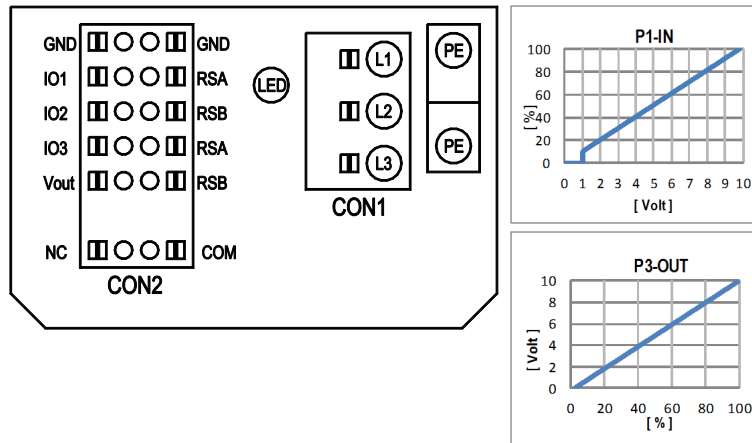 GND GND
IO1 RSA
IO2 RSB
IO3 RSA
Vout RSB
NC COM
CON2
LED
L1
L2
L3
CON1
PE
PE
P1-IN
[ % ]
100
80
60
40
20
0
0 1 2 3 4 5 6 7 8 9 10
[ Volt ]
P3-OUT
[ Volt ]
10
8
6
4
2
0
0 20 40 60 80 100
[ % ]